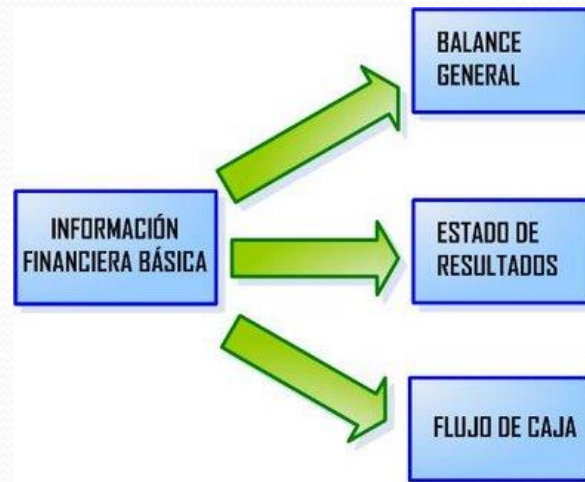 BALANCE
GENERAL
INFORMACIÓN
FINANCIERA BÁSICA
ESTADO DE
RESULTADOS
FLUJO DE CAJA